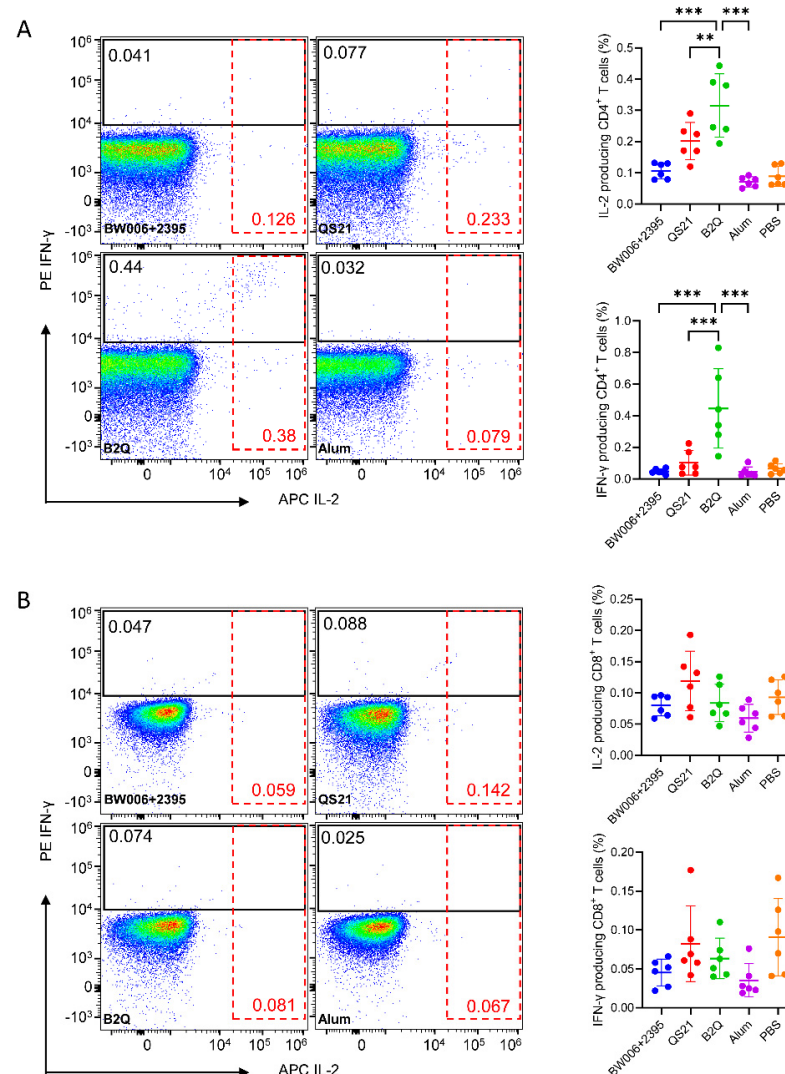 A
PE IFN-γ
10⁶
10⁵
10⁴
10³
0
-10³
0.041
0.126
BW006+2395
0.077
0.233
QS21
10⁶
10⁵
10⁴
10³
0
-10³
0.44
0.38
B2Q
0.032
0.079
Alum
0 10⁴ 10⁵ 10⁶
0 10⁴ 10⁵ 10⁶
APC IL-2
*** ***
**
IL-2 producing CD4⁺ T cells (%)
0.5
0.4
0.3
0.2
0.1
0.0
BW006+2395 QS21 B2Q Alum PBS
*** ***
***
IFN-γ producing CD4⁺ T cells (%)
1.0
0.8
0.6
0.4
0.2
0.0
BW006+2395 QS21 B2Q Alum PBS
B
PE IFN-γ
10⁶
10⁵
10⁴
10³
0
-10³
0.047
0.059
BW006+2395
0.088
0.142
QS21
10⁶
10⁵
10⁴
10³
0
-10³
0.074
0.081
B2Q
0.025
0.067
Alum
0 10⁴ 10⁵ 10⁶
0 10⁴ 10⁵ 10⁶
APC IL-2
IL-2 producing CD8⁺ T cells (%)
0.25
0.20
0.15
0.10
0.05
0.00
BW006+2395 QS21 B2Q Alum PBS
IFN-γ producing CD8⁺ T cells (%)
0.20
0.15
0.10
0.05
0.00
BW006+2395 QS21 B2Q Alum PBS